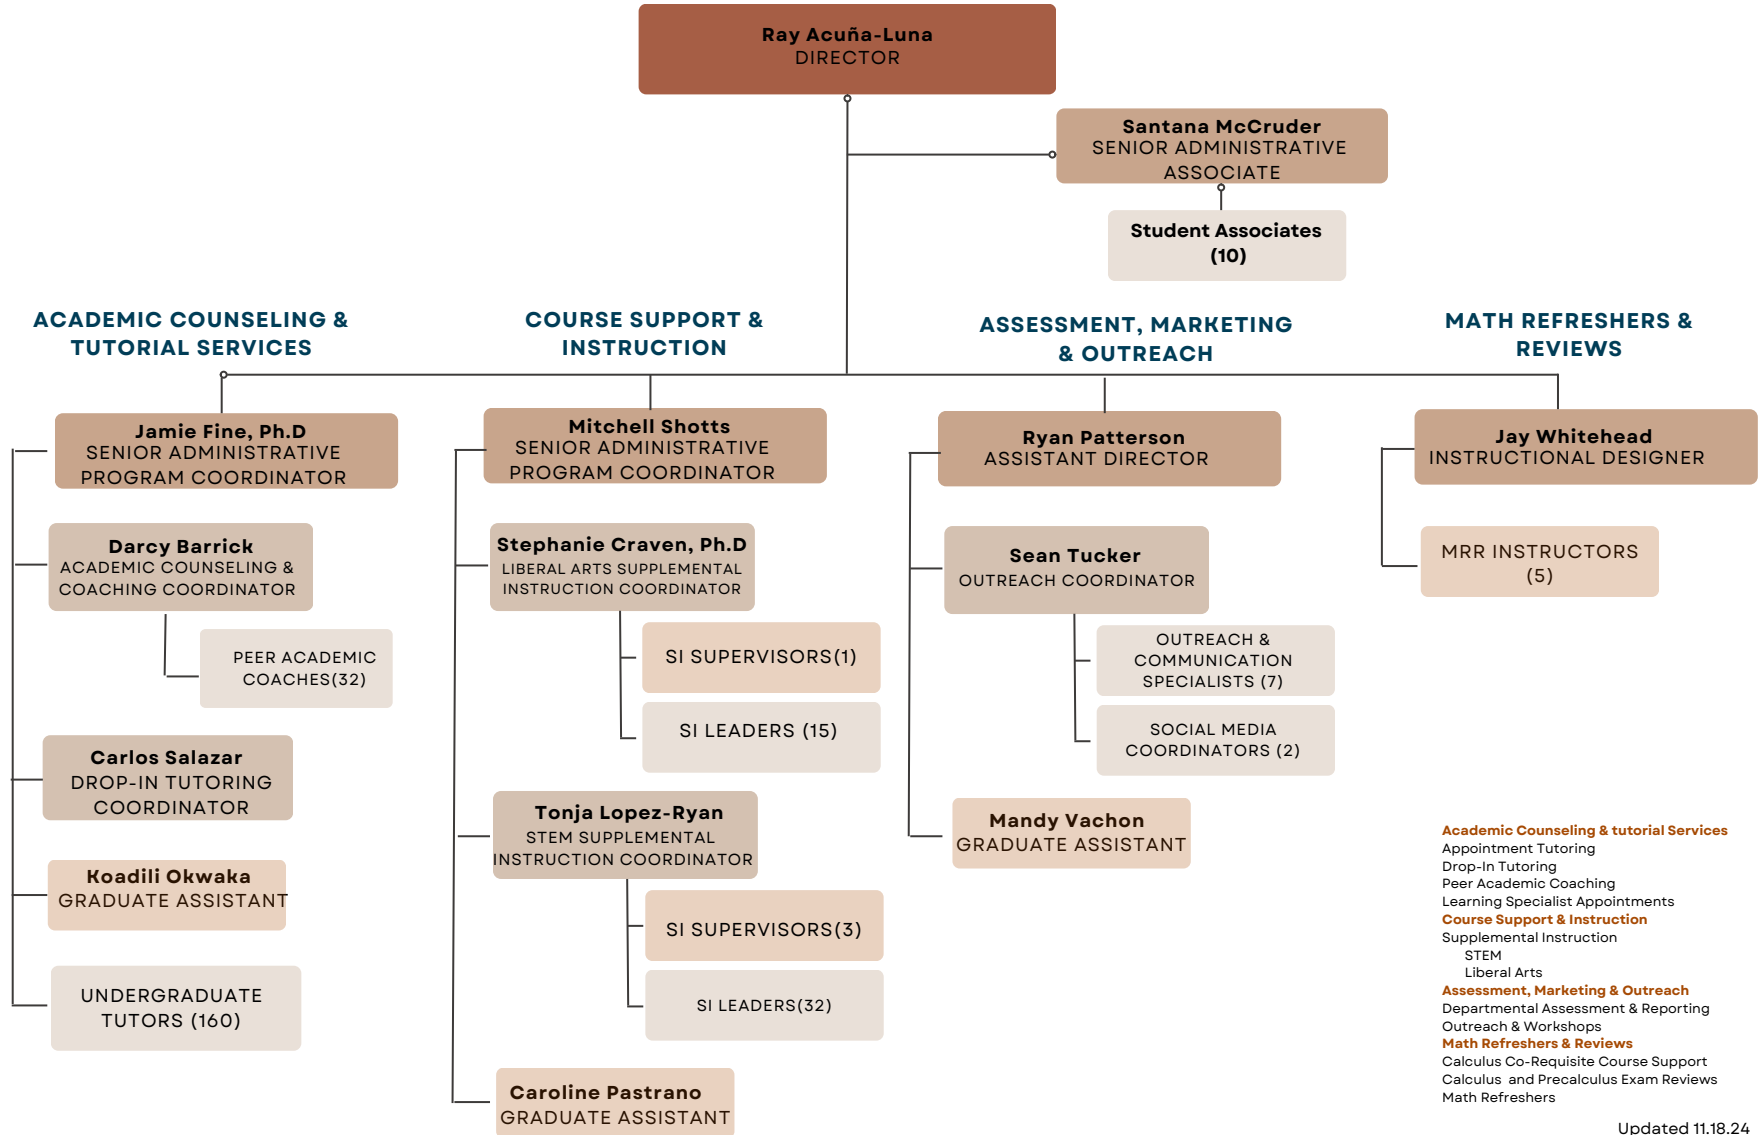 Ray Acuña-Luna
DIRECTOR
Santana McCruder
SENIOR ADMINISTRATIVE
ASSOCIATE
Student Associates
(10)
ACADEMIC COUNSELING &
TUTORIAL SERVICES
Jamie Fine, Ph.D
SENIOR ADMINISTRATIVE
PROGRAM COORDINATOR
Darcy Barrick
ACADEMIC COUNSELING &
COACHING COORDINATOR
PEER ACADEMIC
COACHES(32)
Carlos Salazar
DROP-IN TUTORING
COORDINATOR
Koadili Okwaka
GRADUATE ASSISTANT
UNDERGRADUATE
TUTORS (160)
COURSE SUPPORT &
INSTRUCTION
Mitchell Shotts
SENIOR ADMINISTRATIVE
PROGRAM COORDINATOR
Stephanie Craven, Ph.D
LIBERAL ARTS SUPPLEMENTAL
INSTRUCTION COORDINATOR
SI SUPERVISORS(1)
SI LEADERS (15)
Tonja Lopez-Ryan
STEM SUPPLEMENTAL
INSTRUCTION COORDINATOR
SI SUPERVISORS(3)
SI LEADERS(32)
Caroline Pastrano
GRADUATE ASSISTANT
ASSESSMENT, MARKETING
& OUTREACH
Ryan Patterson
ASSISTANT DIRECTOR
Sean Tucker
OUTREACH COORDINATOR
OUTREACH &
COMMUNICATION
SPECIALISTS (7)
SOCIAL MEDIA
COORDINATORS (2)
Mandy Vachon
GRADUATE ASSISTANT
MATH REFRESHERS &
REVIEWS
Jay Whitehead
INSTRUCTIONAL DESIGNER
MRR INSTRUCTORS
(5)
Academic Counseling & tutorial Services
Appointment Tutoring
Drop-In Tutoring
Peer Academic Coaching
Learning Specialist Appointments
Course Support & Instruction
Supplemental Instruction
STEM
Liberal Arts
Assessment, Marketing & Outreach
Departmental Assessment & Reporting
Outreach & Workshops
Math Refreshers & Reviews
Calculus Co-Requisite Course Support
Calculus and Precalculus Exam Reviews
Math Refreshers
Updated 11.18.24